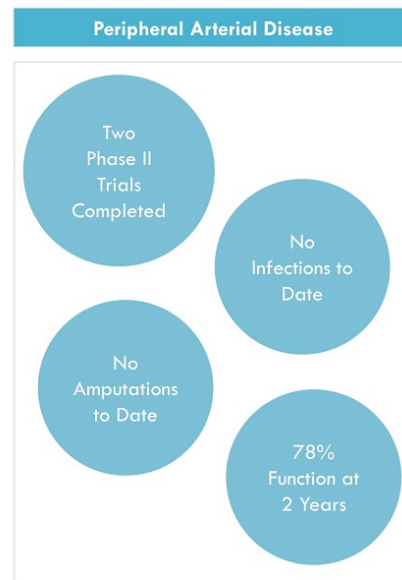 Peripheral Arterial Disease
Two
Phase II
Trials
Completed
No
Infections to
Date
No
Amputations
to Date
78%
Function at
2 Years